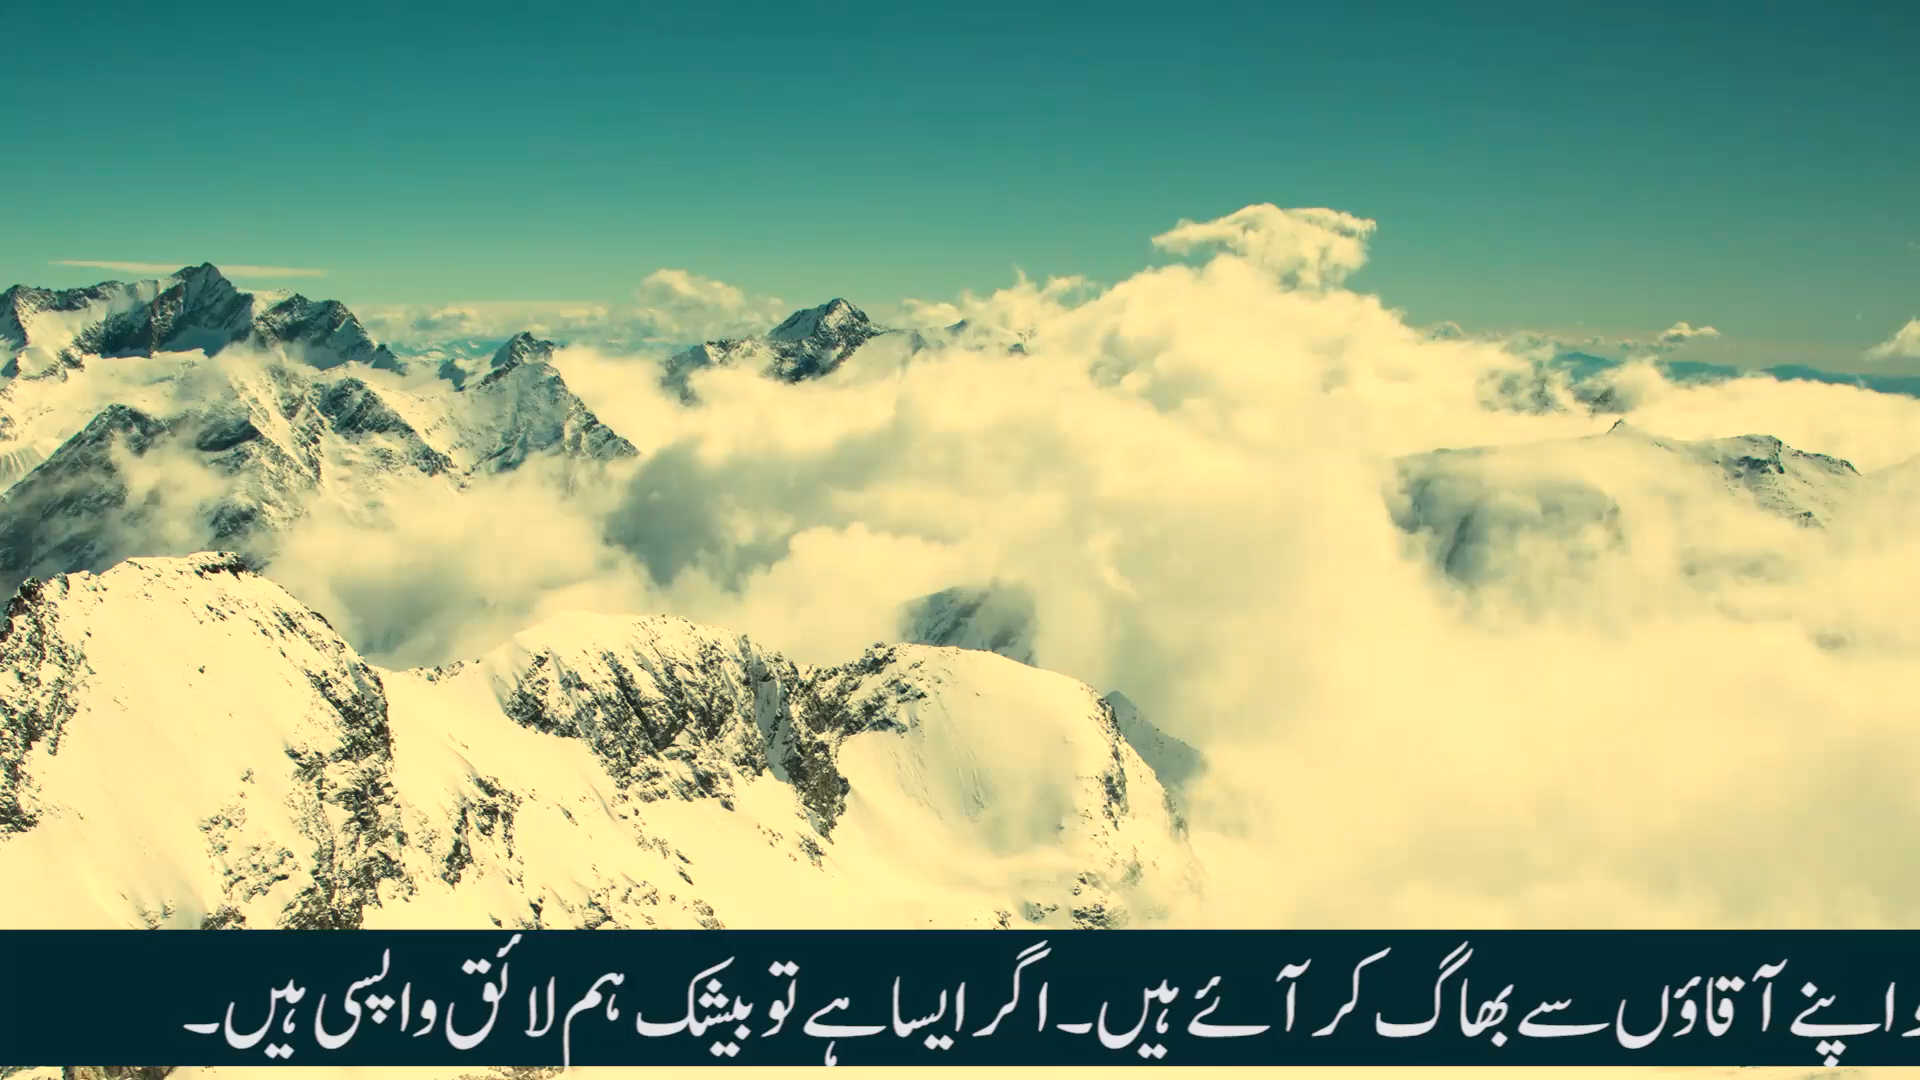 اپنے آقاؤں سے بھاگ کر آئے ہیں۔ اگر ایسا ہے تو بیشک ہم لائق واپسی ہیں۔